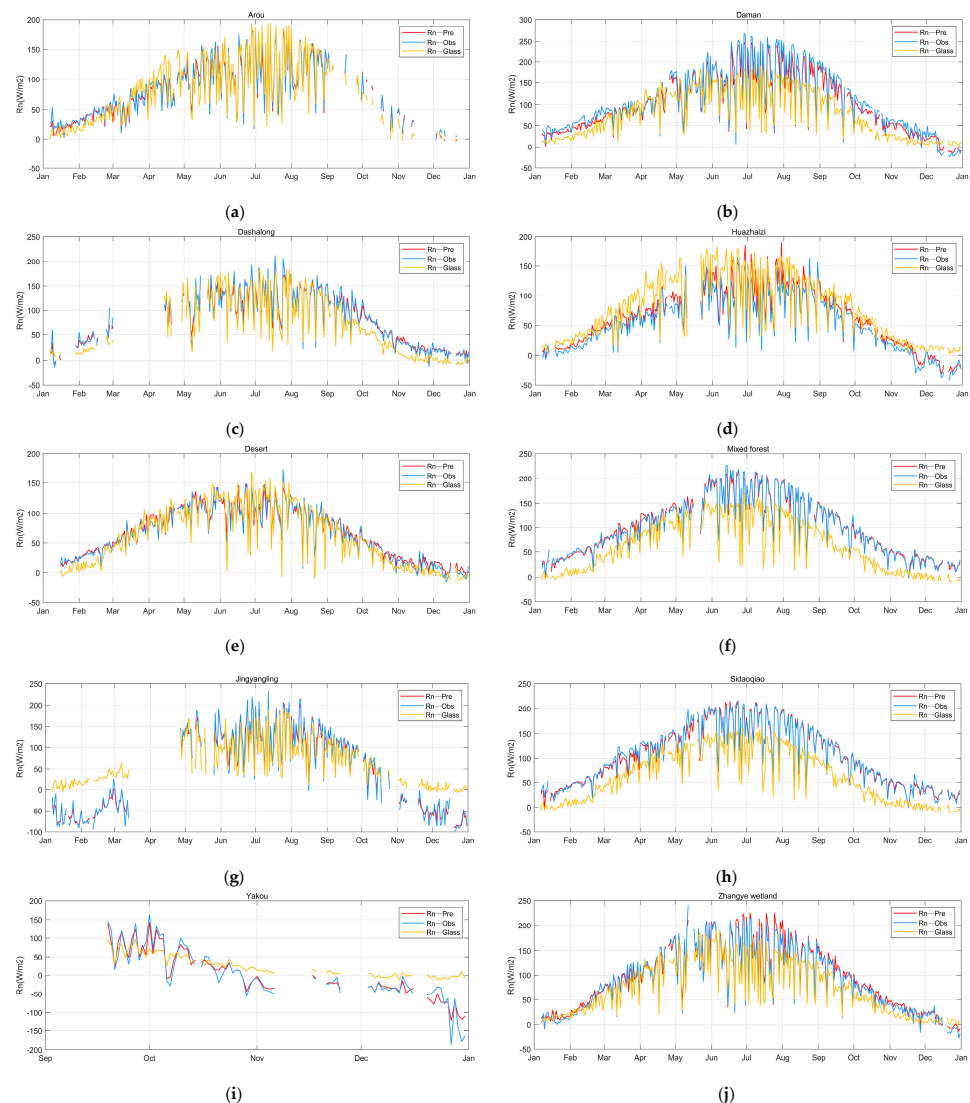 Arou
200
150
100
50
0
-50
Rn(W/m2)
Rn—Pre
Rn—Obs
Rn—Glass
Jan Feb Mar Apr May Jun Jul Aug Sep Oct Nov Dec Jan
(a)
Daman
300
250
200
150
100
50
0
-50
Rn(W/m2)
Rn—Pre
Rn—Obs
Rn—Glass
Jan Feb Mar Apr May Jun Jul Aug Sep Oct Nov Dec Jan
(b)
Dashalong
250
200
150
100
50
0
-50
Rn(W/m2)
Rn—Pre
Rn—Obs
Rn—Glass
Jan Feb Mar Apr May Jun Jul Aug Sep Oct Nov Dec Jan
(c)
Huazhaizi
200
150
100
50
0
-50
Rn(W/m2)
Rn—Pre
Rn—Obs
Rn—Glass
Jan Feb Mar Apr May Jun Jul Aug Sep Oct Nov Dec Jan
(d)
Desert
200
150
100
50
0
-50
Rn(W/m2)
Rn—Pre
Rn—Obs
Rn—Glass
Jan Feb Mar Apr May Jun Jul Aug Sep Oct Nov Dec Jan
(e)
Mixed forest
250
200
150
100
50
0
-50
Rn(W/m2)
Rn—Pre
Rn—Obs
Rn—Glass
Jan Feb Mar Apr May Jun Jul Aug Sep Oct Nov Dec Jan
(f)
Jingyangling
250
200
150
100
50
0
-50
-100
Rn(W/m2)
Rn—Pre
Rn—Obs
Rn—Glass
Jan Feb Mar Apr May Jun Jul Aug Sep Oct Nov Dec Jan
(g)
Sidaoqiao
250
200
150
100
50
0
-50
Rn(W/m2)
Rn—Pre
Rn—Obs
Rn—Glass
Jan Feb Mar Apr May Jun Jul Aug Sep Oct Nov Dec Jan
(h)
Yakou
200
150
100
50
0
-50
-100
-150
-200
Rn(W/m2)
Rn—Pre
Rn—Obs
Rn—Glass
Sep Oct Nov Dec Jan
(i)
Zhangye wetland
250
200
150
100
50
0
-50
Rn(W/m2)
Rn—Pre
Rn—Obs
Rn—Glass
Jan Feb Mar Apr May Jun Jul Aug Sep Oct Nov Dec Jan
(j)